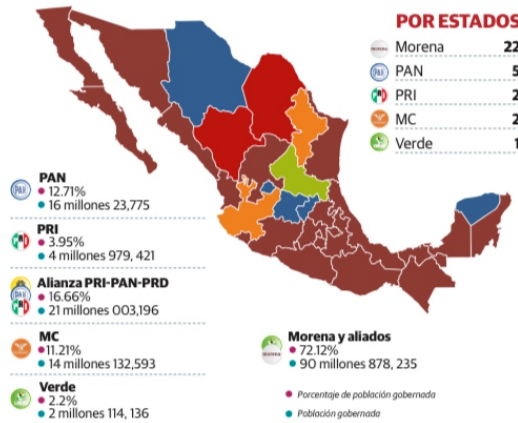 POR ESTADOS
Morena 22
PAN 5
PRI 2
MC 2
Verde 1
PAN
12.71%
16 millones 23,775
PRI
3.95%
4 millones 979, 421
Alianza PRI-PAN-PRD
16.66%
21 millones 003,196
MC
11.21%
14 millones 132,593
Verde
2.2%
2 millones 114, 136
Morena y aliados
72.12%
90 millones 878, 235
Porcentaje de población gobernada
Población gobernada